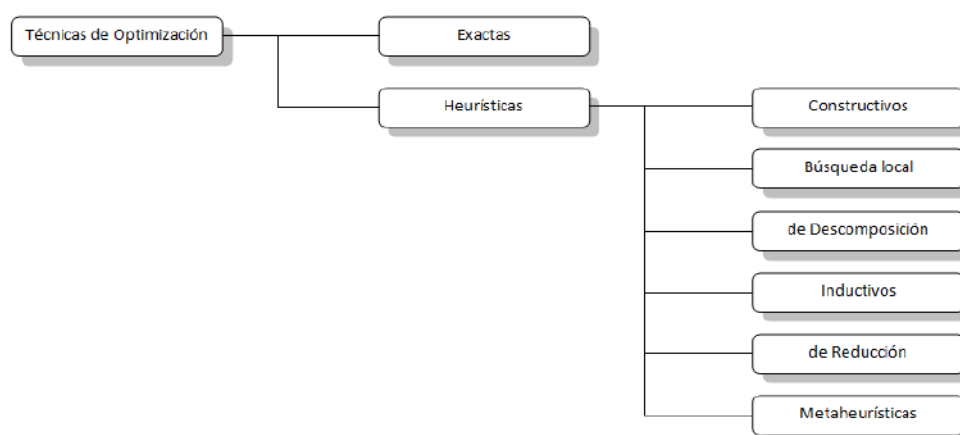 Técnicas de Optimización
Exactas
Heurísticas
Constructivos
Búsqueda local
de Descomposición
Inductivos
de Reducción
Metaheurísticas